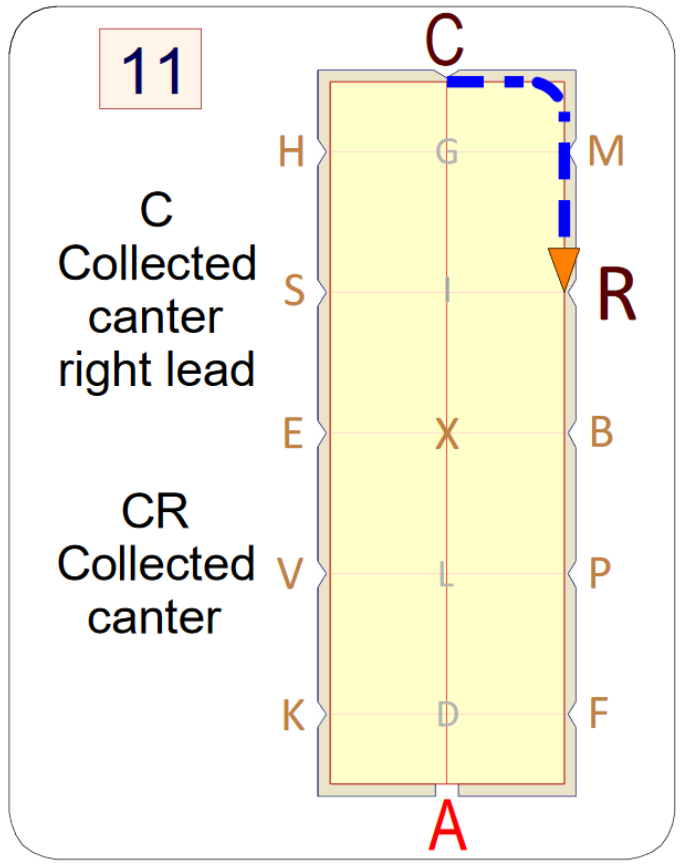 11
C
Collected
canter
right lead
CR
Collected
canter
C
H G M
S I R
E X B
V L P
K D F
A